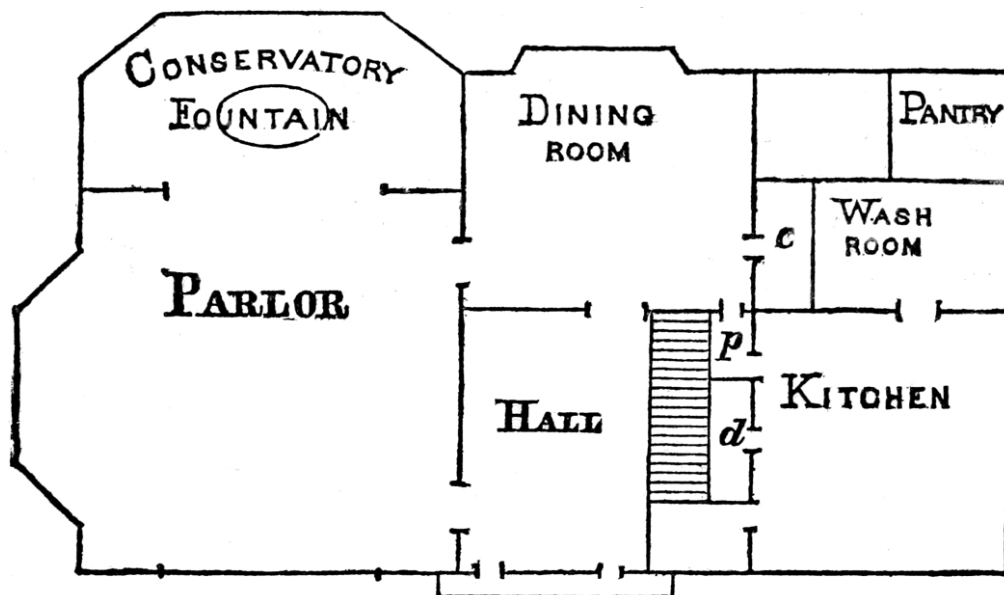 CONSERVATORY
FOUNTAIN
DINING
ROOM
PANTRY
WASH
ROOM
c
PARLOR
p
KITCHEN
HALL
d